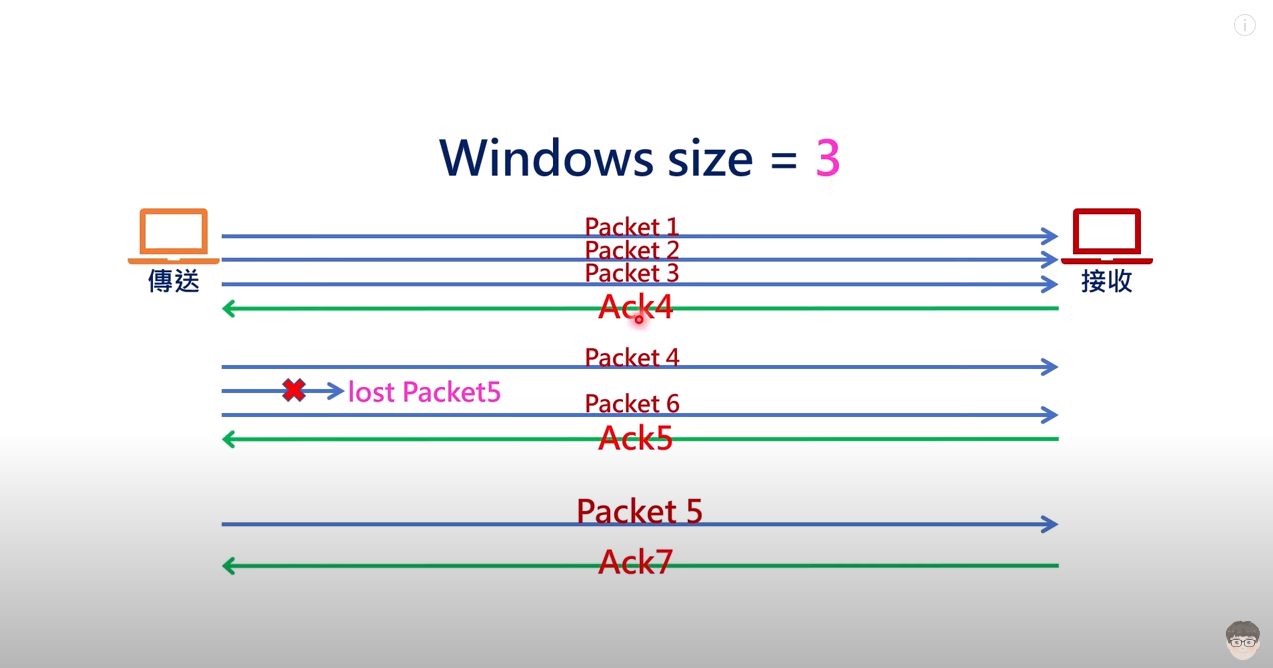 Windows size = 3
Packet 1
Packet 2
Packet 3
傳送
接收
Ack4
Packet 4
lost Packet5
Packet 6
Ack5
Packet 5
Ack7